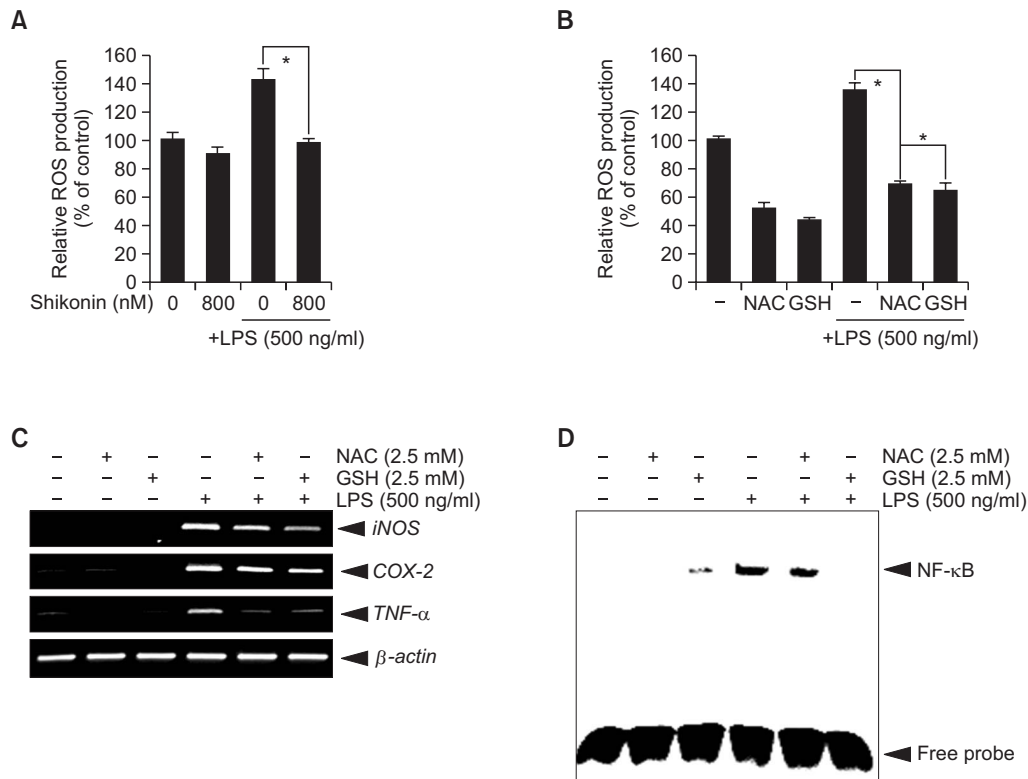 A
160
140
120
100
80
60
40
20
0
Relative ROS production
(% of control)
*
Shikonin (nM) 0 800 0 800
+LPS (500 ng/ml)
B
160
140
120
100
80
60
40
20
0
Relative ROS production
(% of control)
*
*
– NAC GSH – NAC GSH
+LPS (500 ng/ml)
C
– + – – + – NAC (2.5 mM)
– – + – – + GSH (2.5 mM)
– – – + + + LPS (500 ng/ml)
iNOS
COX-2
TNF-α
β-actin
D
– + – – + – NAC (2.5 mM)
– – + – – + GSH (2.5 mM)
– – – + + + LPS (500 ng/ml)
NF-κB
Free probe